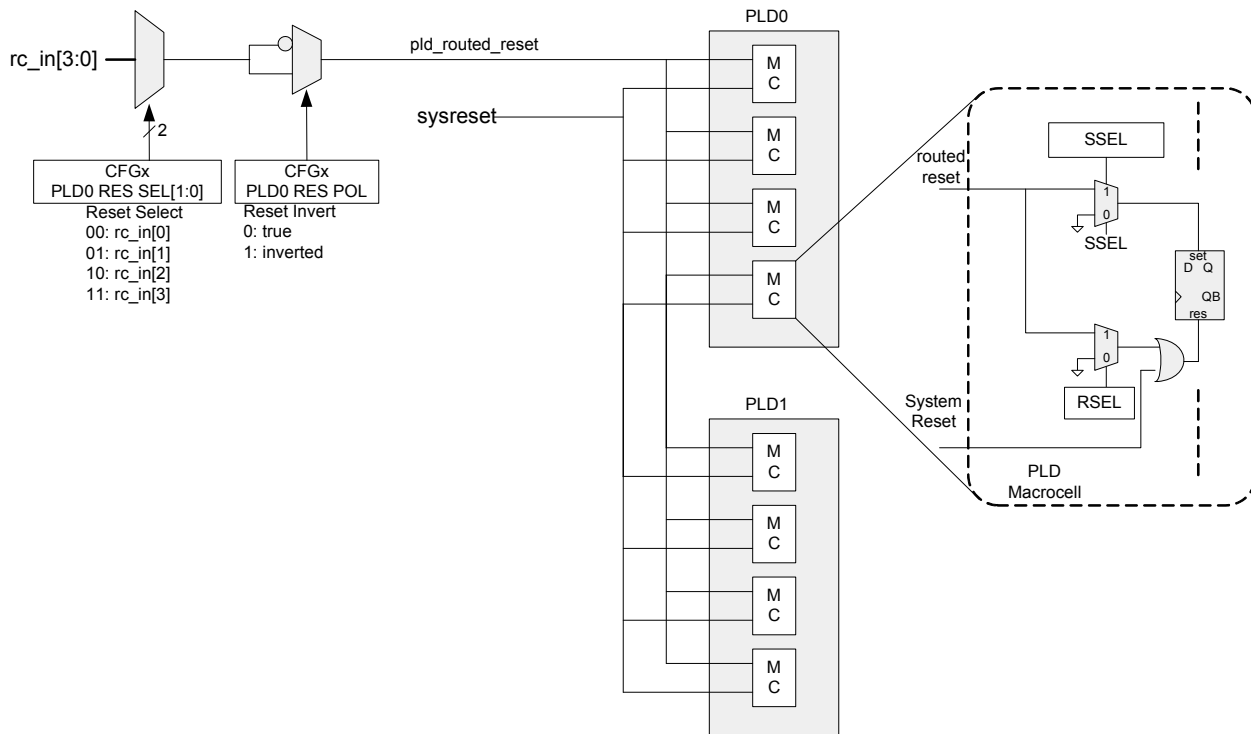 PLD0
rc_in[3:0]
pld_routed_reset
sysreset
2
CFGx
PLD0 RES SEL[1:0]
Reset Select
00: rc_in[0]
01: rc_in[1]
10: rc_in[2]
11: rc_in[3]
CFGx
PLD0 RES POL
Reset Invert
0: true
1: inverted
M
C
M
C
M
C
M
C
PLD1
M
C
M
C
M
C
M
C
routed
reset
SSEL
1
0
SSEL
set
D Q
QB
res
1
0
RSEL
System
Reset
PLD
Macrocell